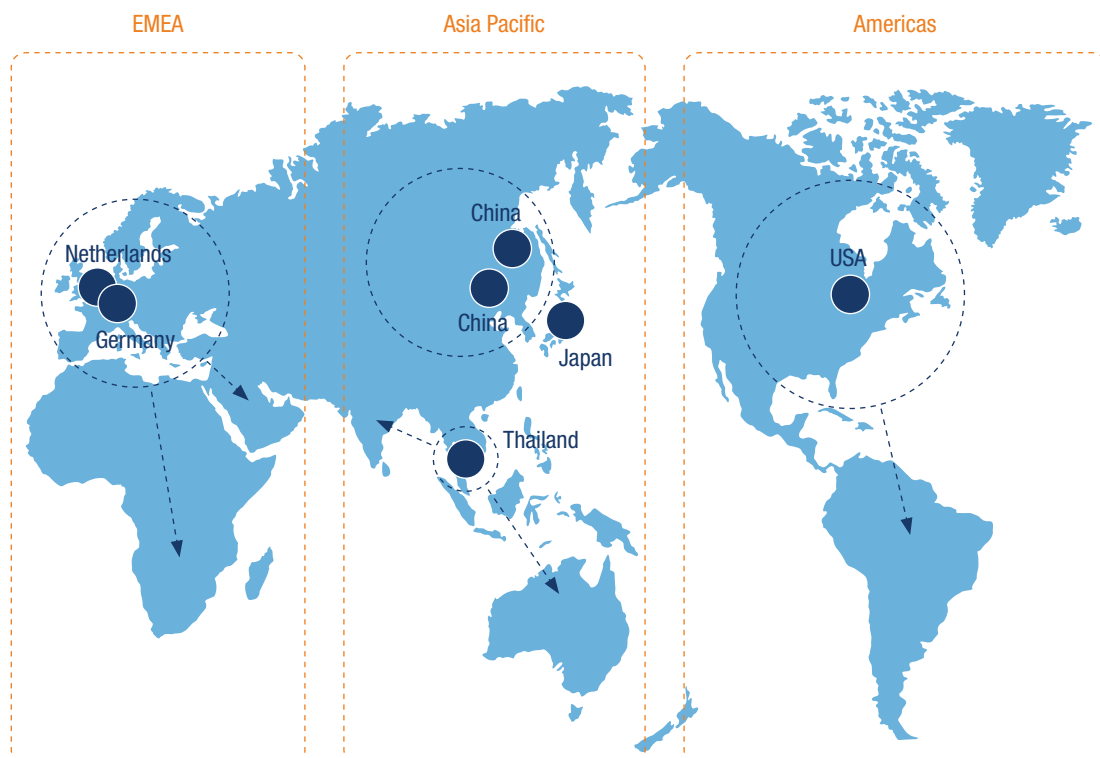 EMEA
Asia Pacific
Americas
China
Netherlands
USA
China
Germany
Japan
Thailand